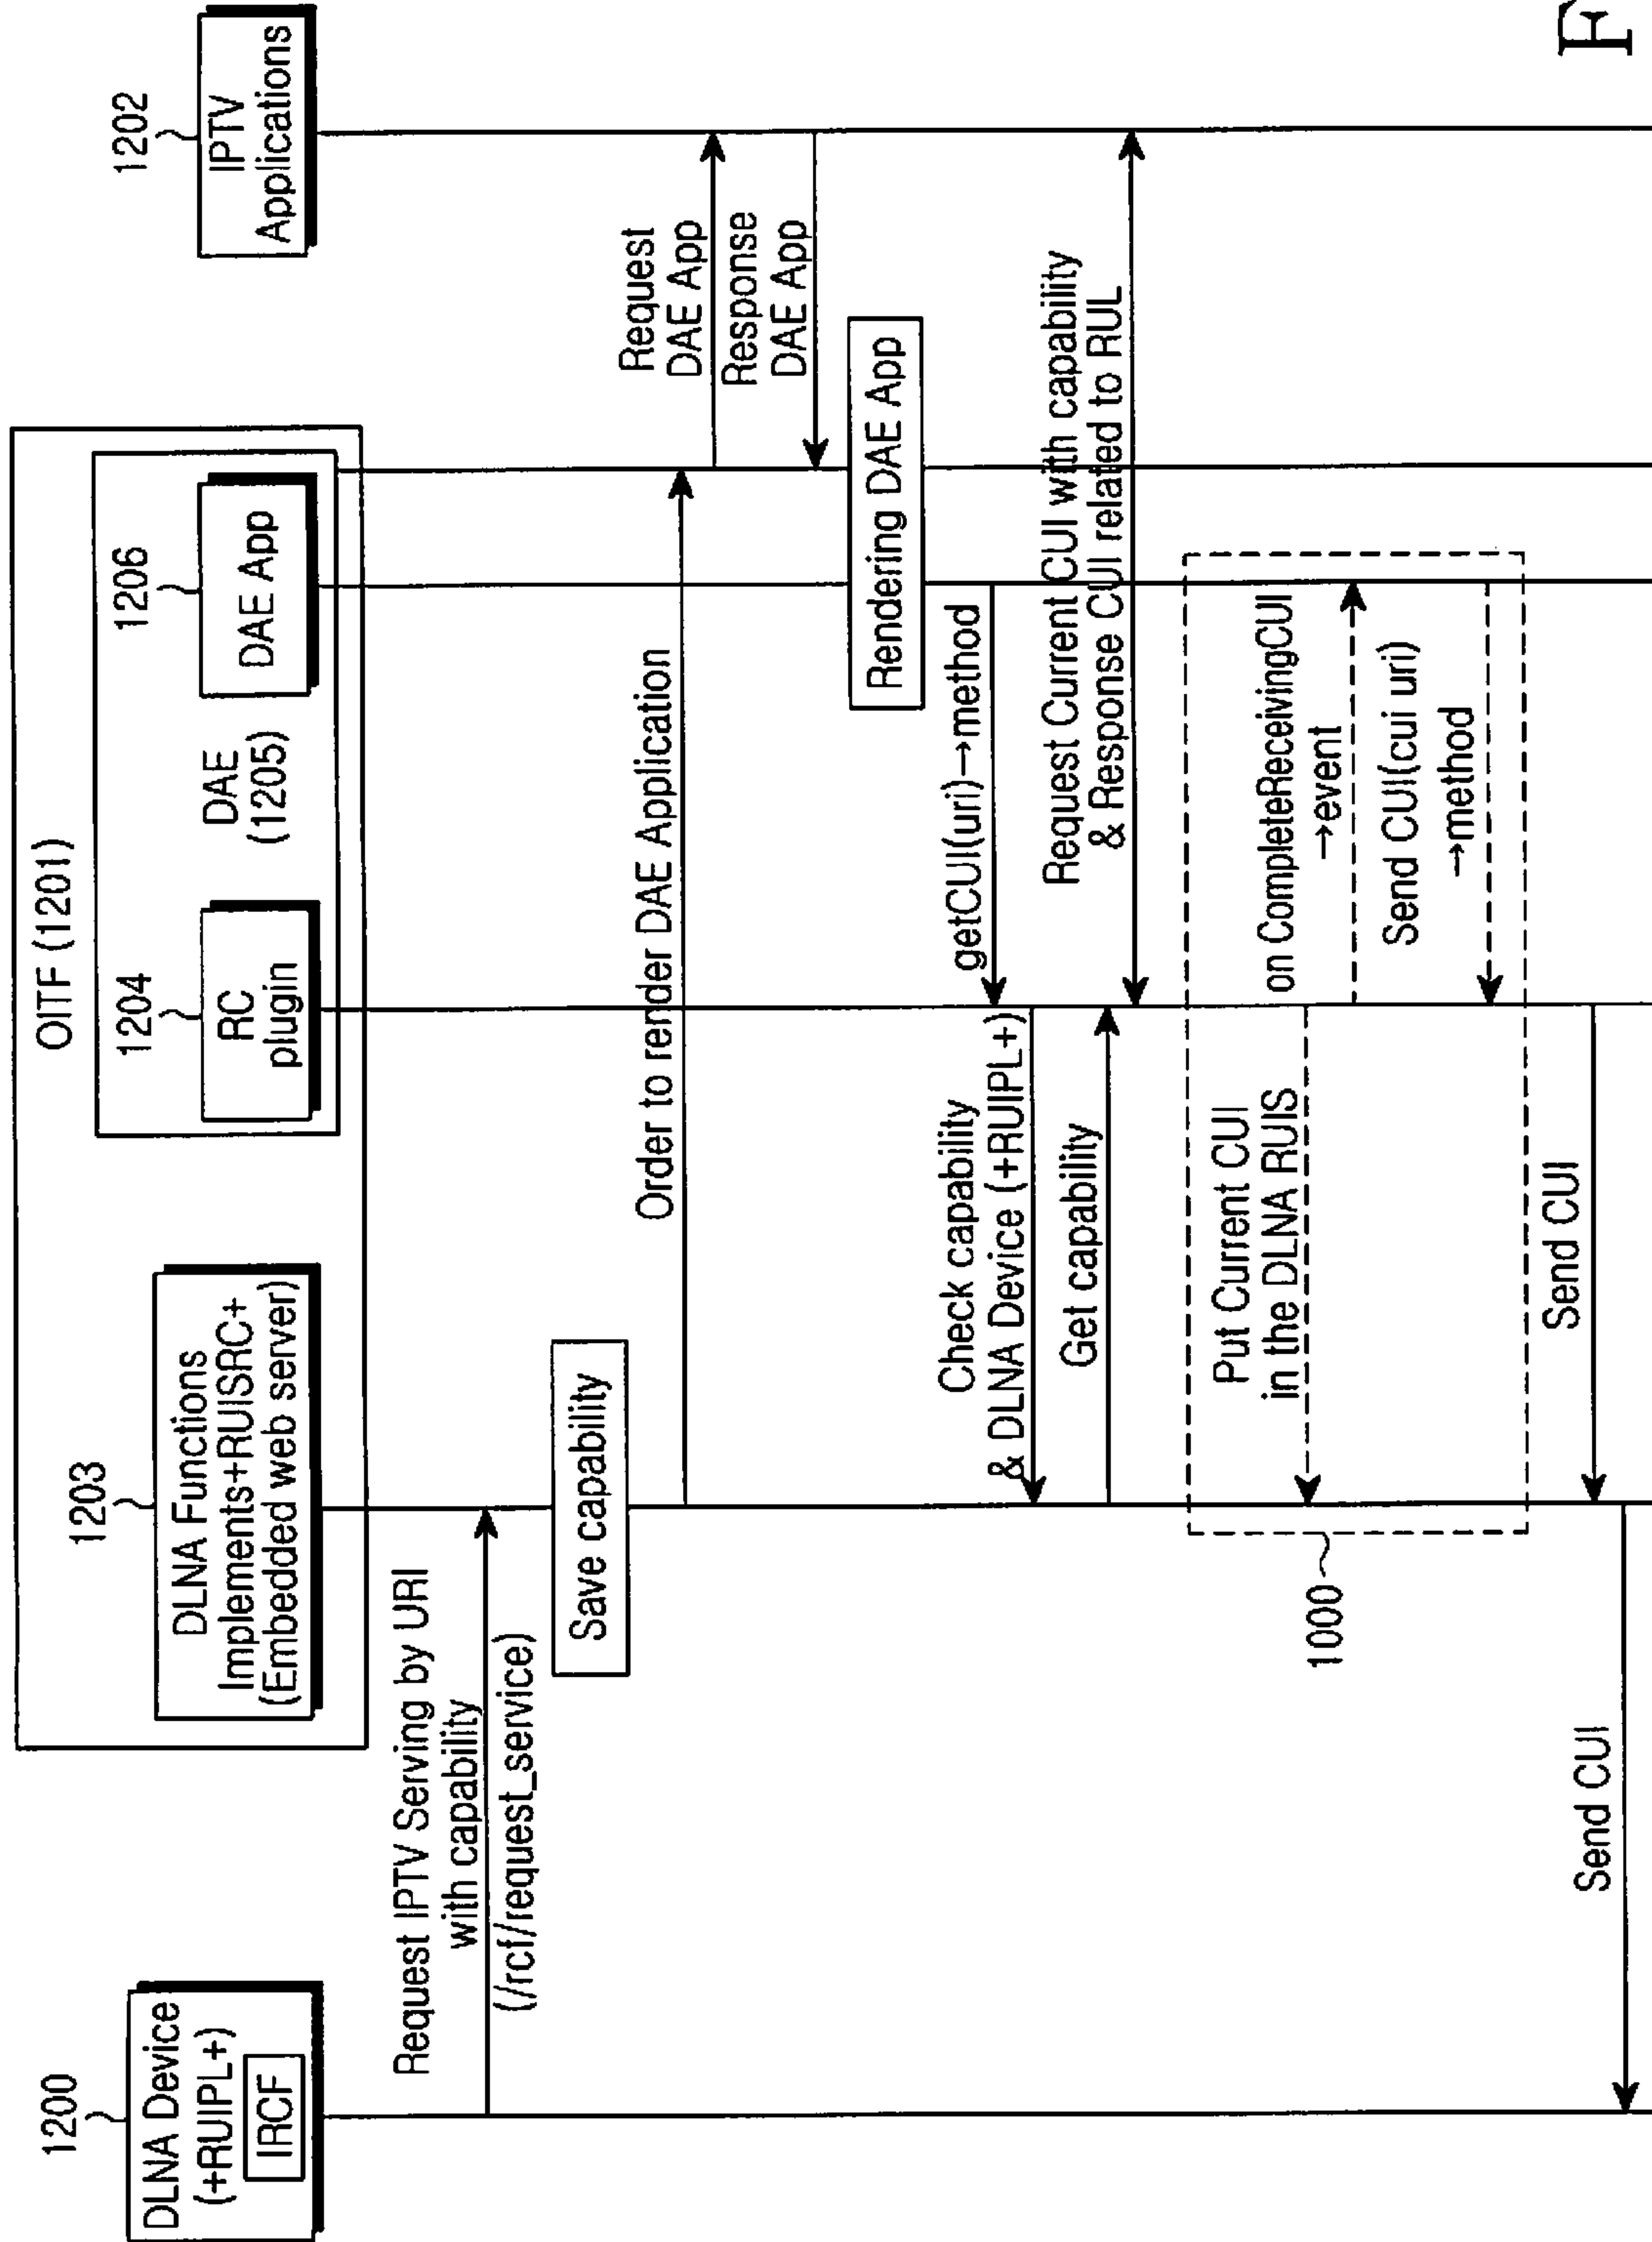 1200
DLNA Device
(+RUIPL+)
IRCF
OITF (1201)
1203
DLNA Functions
Implements+RUISRC+
(Embedded web server)
1204
RC
plugin
DAE
(1205)
1206
DAE App
1202
IPTV
Applications
Request IPTV Serving by URI
with capability
(/rcf/request_service)
Save capability
Order to render DAE Application
Request
DAE App
Response
DAE App
Rendering DAE App
getCUI(uri)→method
Check capability
& DLNA Device (+RUIPL+)
Get capability
Request Current CUI with capability
& Response CUI related to RUL
1000
Put Current CUI
in the DLNA RUIS
on CompleteReceivingCUI
→event
Send CUI(cui uri)
→method
Send CUI
Send CUI
F